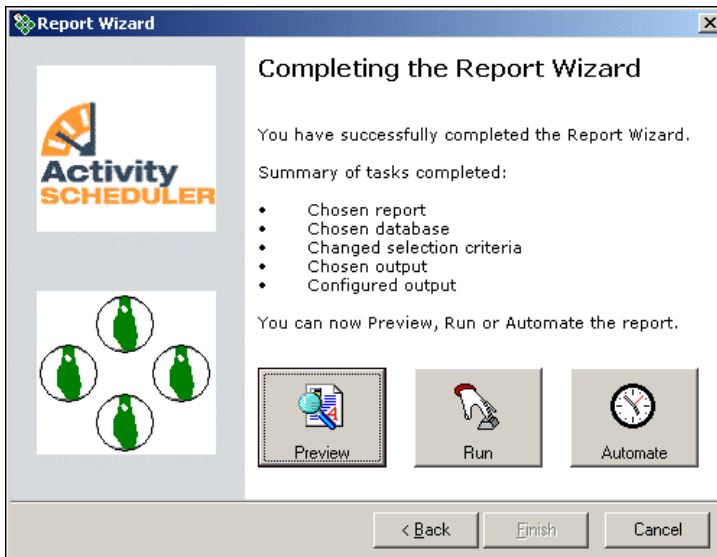 Report Wizard
Completing the Report Wizard
Activity
SCHEDULER
You have successfully completed the Report Wizard.
Summary of tasks completed:
• Chosen report
• Chosen database
• Changed selection criteria
• Chosen output
• Configured output
You can now Preview, Run or Automate the report.
Preview
Run
Automate
< Back
Finish
Cancel